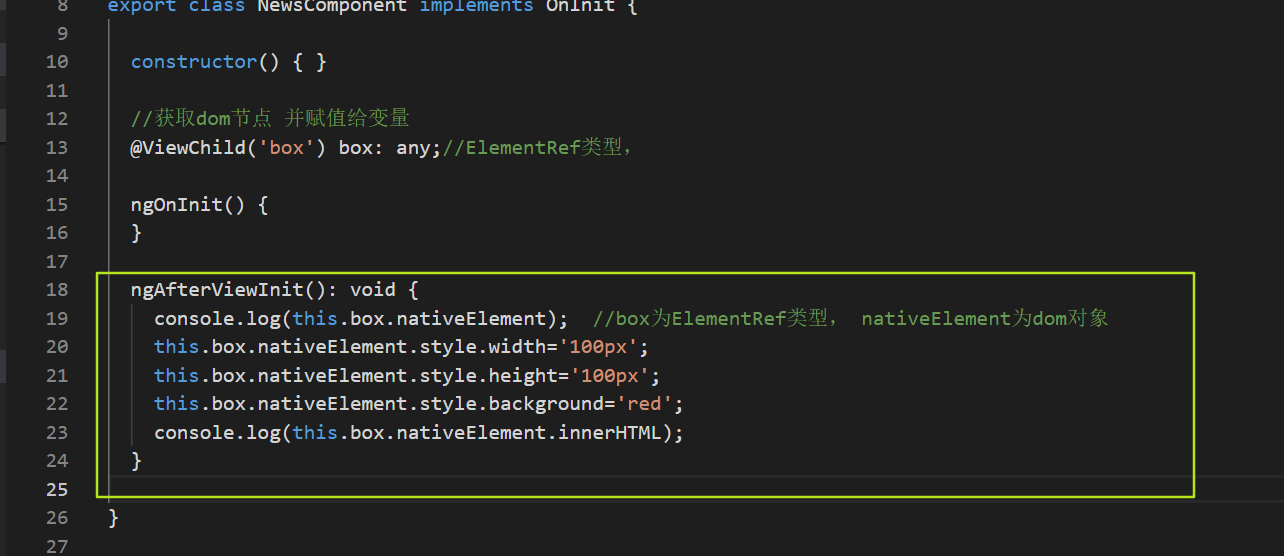 8 export class NewsComponent implements OnInit {
9
10 constructor() { }
11
12 //获取dom节点 并赋值给变量
13 @ViewChild('box') box: any;//ElementRef类型，
14
15 ngOnInit() {
16 }
17
18 ngAfterViewInit(): void {
19 console.log(this.box.nativeElement); //box为ElementRef类型， nativeElement为dom对象
20 this.box.nativeElement.style.width='100px';
21 this.box.nativeElement.style.height='100px';
22 this.box.nativeElement.style.background='red';
23 console.log(this.box.nativeElement.innerHTML);
24 }
25
26 }
27